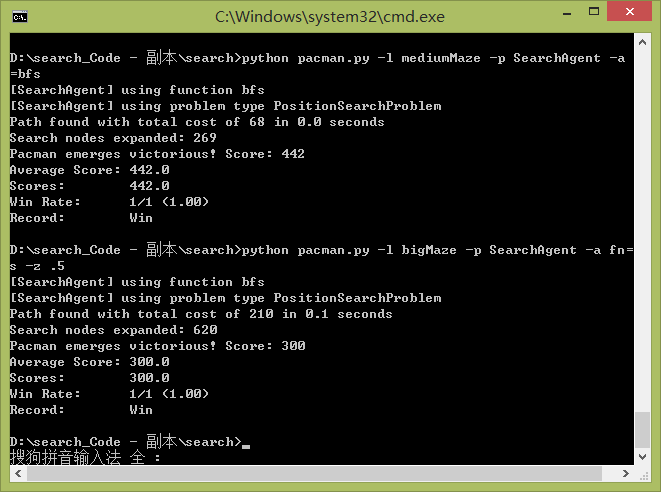 C:\Windows\system32\cmd.exe
D:\search_Code - 副本\search>python pacman.py -l mediumMaze -p SearchAgent -a
=bfs
[SearchAgent] using function bfs
[SearchAgent] using problem type PositionSearchProblem
Path found with total cost of 68 in 0.0 seconds
Search nodes expanded: 269
Pacman emerges victorious! Score: 442
Average Score: 442.0
Scores:        442.0
Win Rate:      1/1 (1.00)
Record:        Win
D:\search_Code - 副本\search>python pacman.py -l bigMaze -p SearchAgent -a fn=
s -z .5
[SearchAgent] using function bfs
[SearchAgent] using problem type PositionSearchProblem
Path found with total cost of 210 in 0.1 seconds
Search nodes expanded: 620
Pacman emerges victorious! Score: 300
Average Score: 300.0
Scores:        300.0
Win Rate:      1/1 (1.00)
Record:        Win
D:\search_Code - 副本\search>
搜狗拼音输入法 全 :